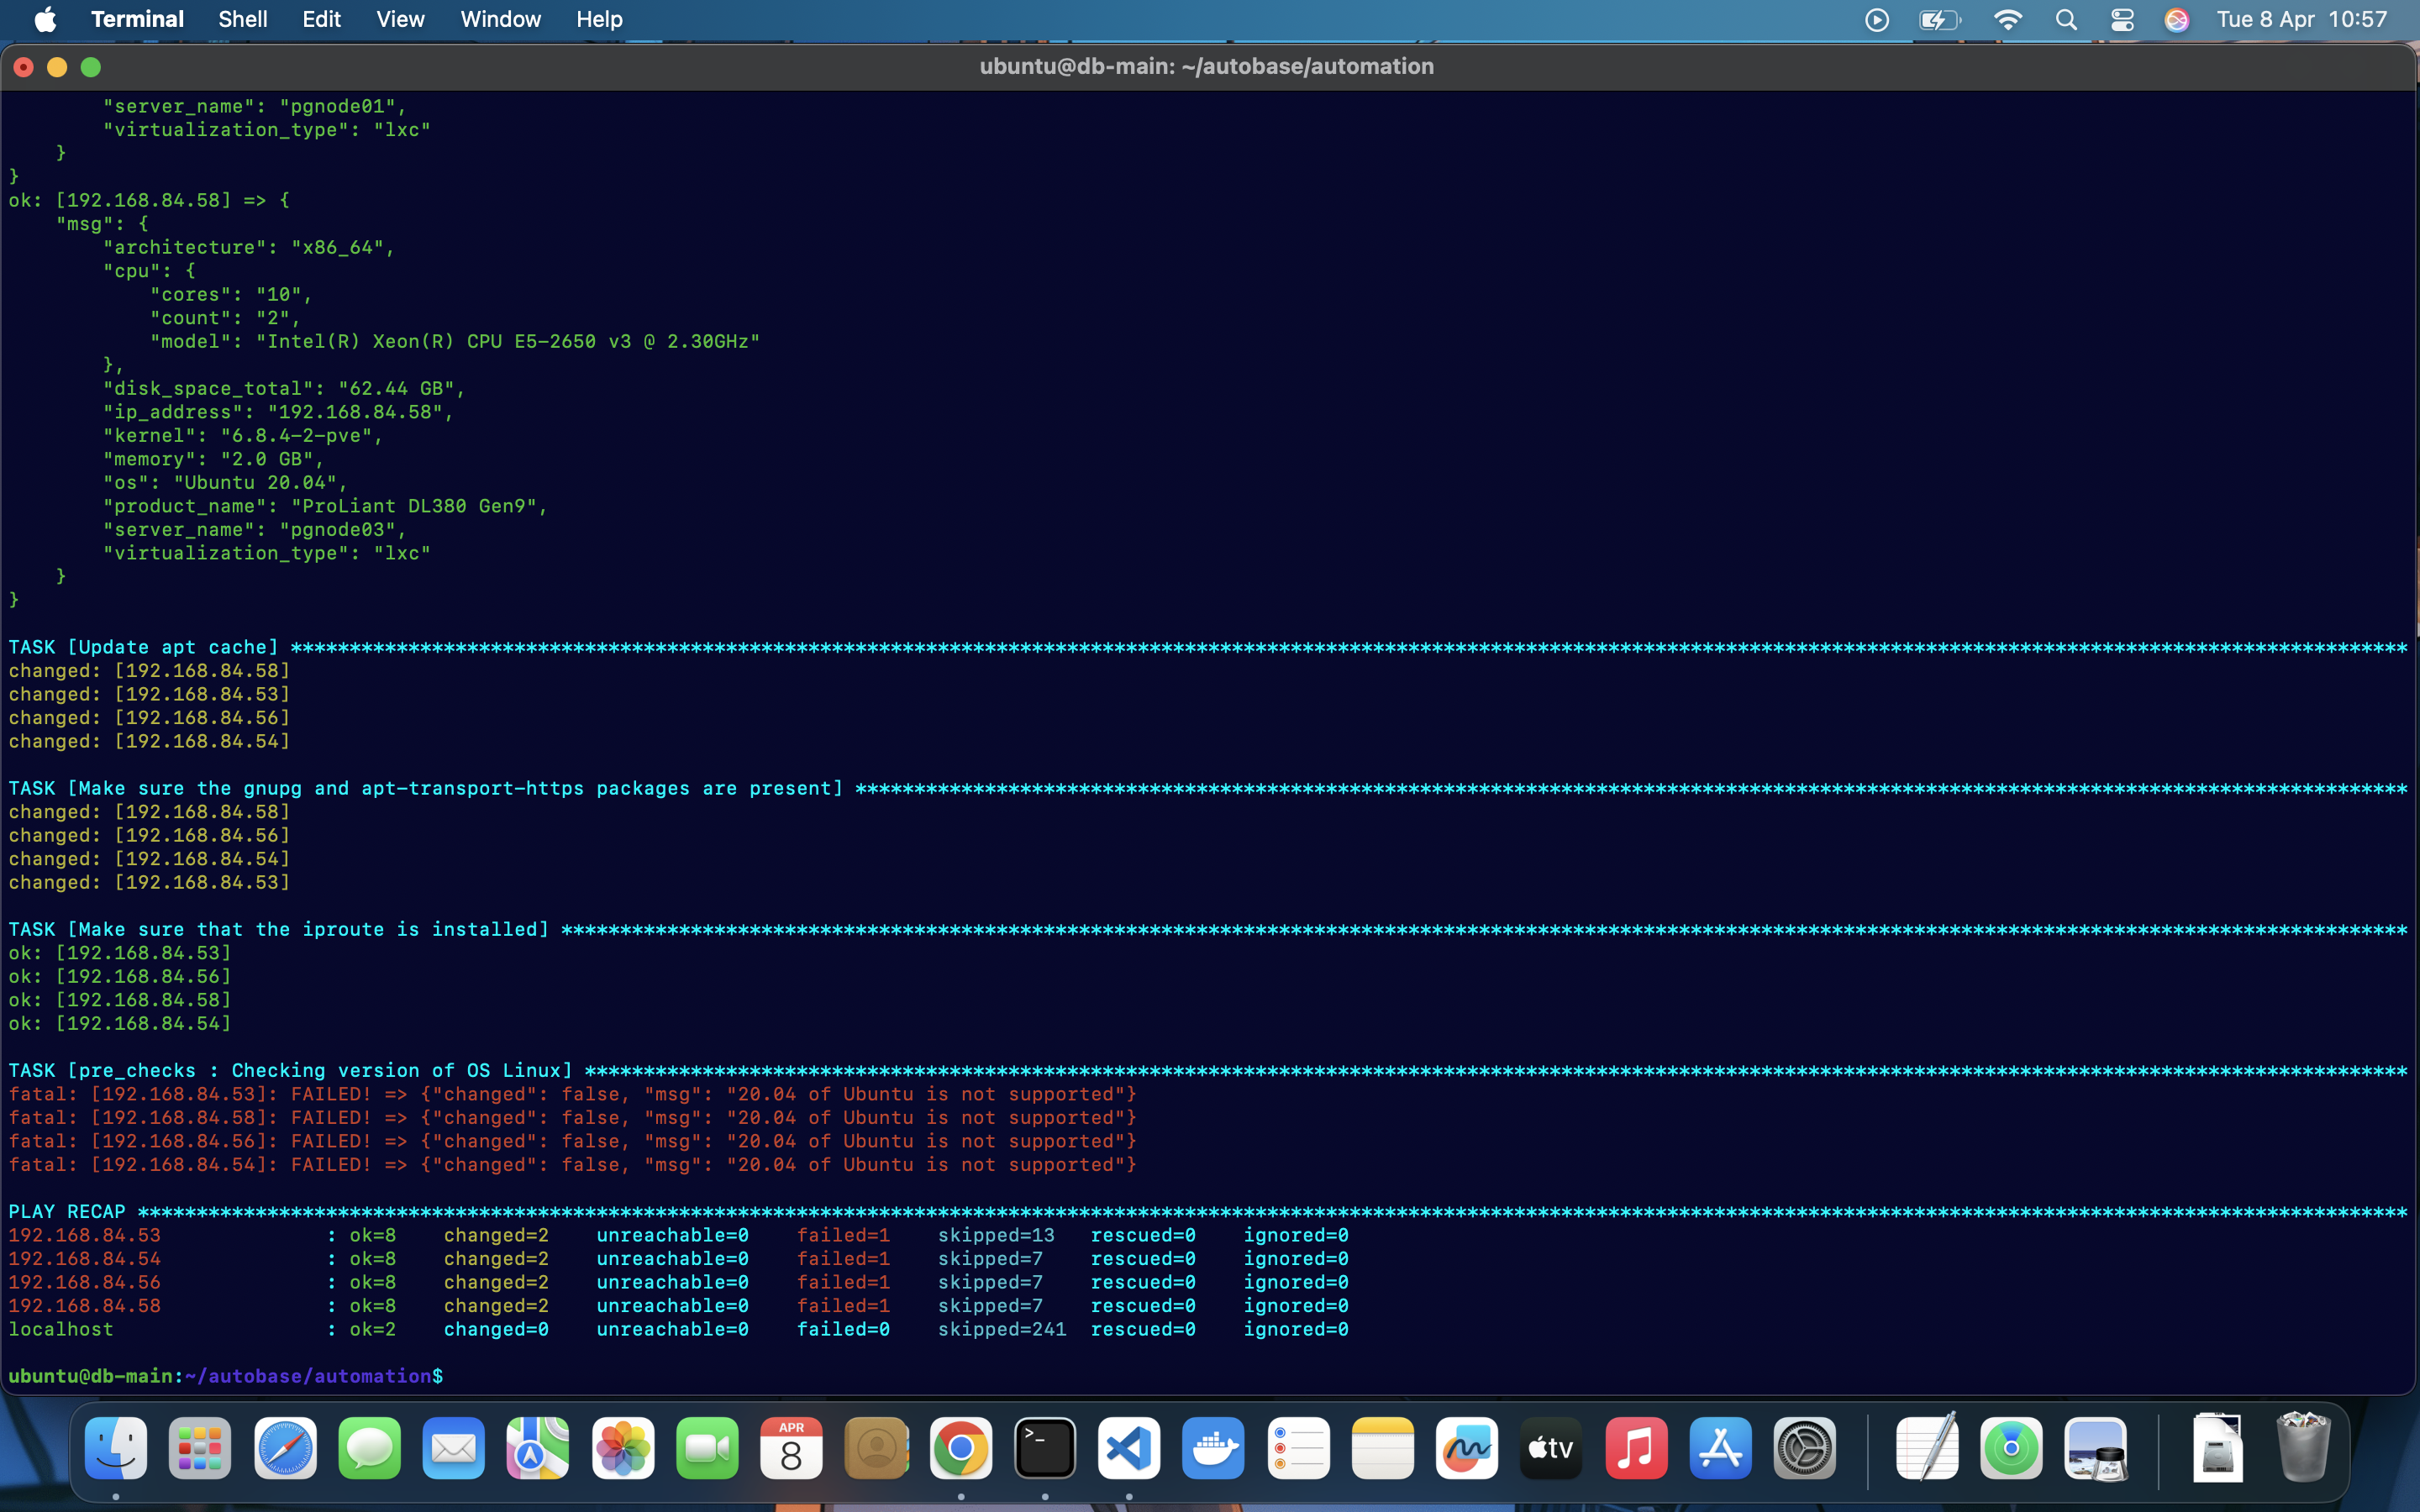 Terminal Shell Edit View Window Help Tue 8 Apr 10:57
ubuntu@db-main: ~/autobase/automation
"server_name": "pgnode01",
"virtualization_type": "lxc"
}
}
ok: [192.168.84.58] => {
"msg": {
"architecture": "x86_64",
"cpu": {
"cores": "10",
"count": "2",
"model": "Intel(R) Xeon(R) CPU E5-2650 v3 @ 2.30GHz"
},
"disk_space_total": "62.44 GB",
"ip_address": "192.168.84.58",
"kernel": "6.8.4-2-pve",
"memory": "2.0 GB",
"os": "Ubuntu 20.04",
"product_name": "ProLiant DL380 Gen9",
"server_name": "pgnode03",
"virtualization_type": "lxc"
}
}
TASK [Update apt cache] ************************************************************
changed: [192.168.84.58]
changed: [192.168.84.53]
changed: [192.168.84.56]
changed: [192.168.84.54]
TASK [Make sure the gnupg and apt-transport-https packages are present] ************************************************************
changed: [192.168.84.58]
changed: [192.168.84.56]
changed: [192.168.84.54]
changed: [192.168.84.53]
TASK [Make sure that the iproute is installed] ************************************************************
ok: [192.168.84.53]
ok: [192.168.84.56]
ok: [192.168.84.58]
ok: [192.168.84.54]
TASK [pre_checks : Checking version of OS Linux] ************************************************************
fatal: [192.168.84.53]: FAILED! => {"changed": false, "msg": "20.04 of Ubuntu is not supported"}
fatal: [192.168.84.58]: FAILED! => {"changed": false, "msg": "20.04 of Ubuntu is not supported"}
fatal: [192.168.84.56]: FAILED! => {"changed": false, "msg": "20.04 of Ubuntu is not supported"}
fatal: [192.168.84.54]: FAILED! => {"changed": false, "msg": "20.04 of Ubuntu is not supported"}
PLAY RECAP ************************************************************
192.168.84.53 : ok=8 changed=2 unreachable=0 failed=1 skipped=13 rescued=0 ignored=0
192.168.84.54 : ok=8 changed=2 unreachable=0 failed=1 skipped=7 rescued=0 ignored=0
192.168.84.56 : ok=8 changed=2 unreachable=0 failed=1 skipped=7 rescued=0 ignored=0
192.168.84.58 : ok=8 changed=2 unreachable=0 failed=1 skipped=7 rescued=0 ignored=0
localhost : ok=2 changed=0 unreachable=0 failed=0 skipped=241 rescued=0 ignored=0
ubuntu@db-main:~/autobase/automation$
APR
8
>_
tv